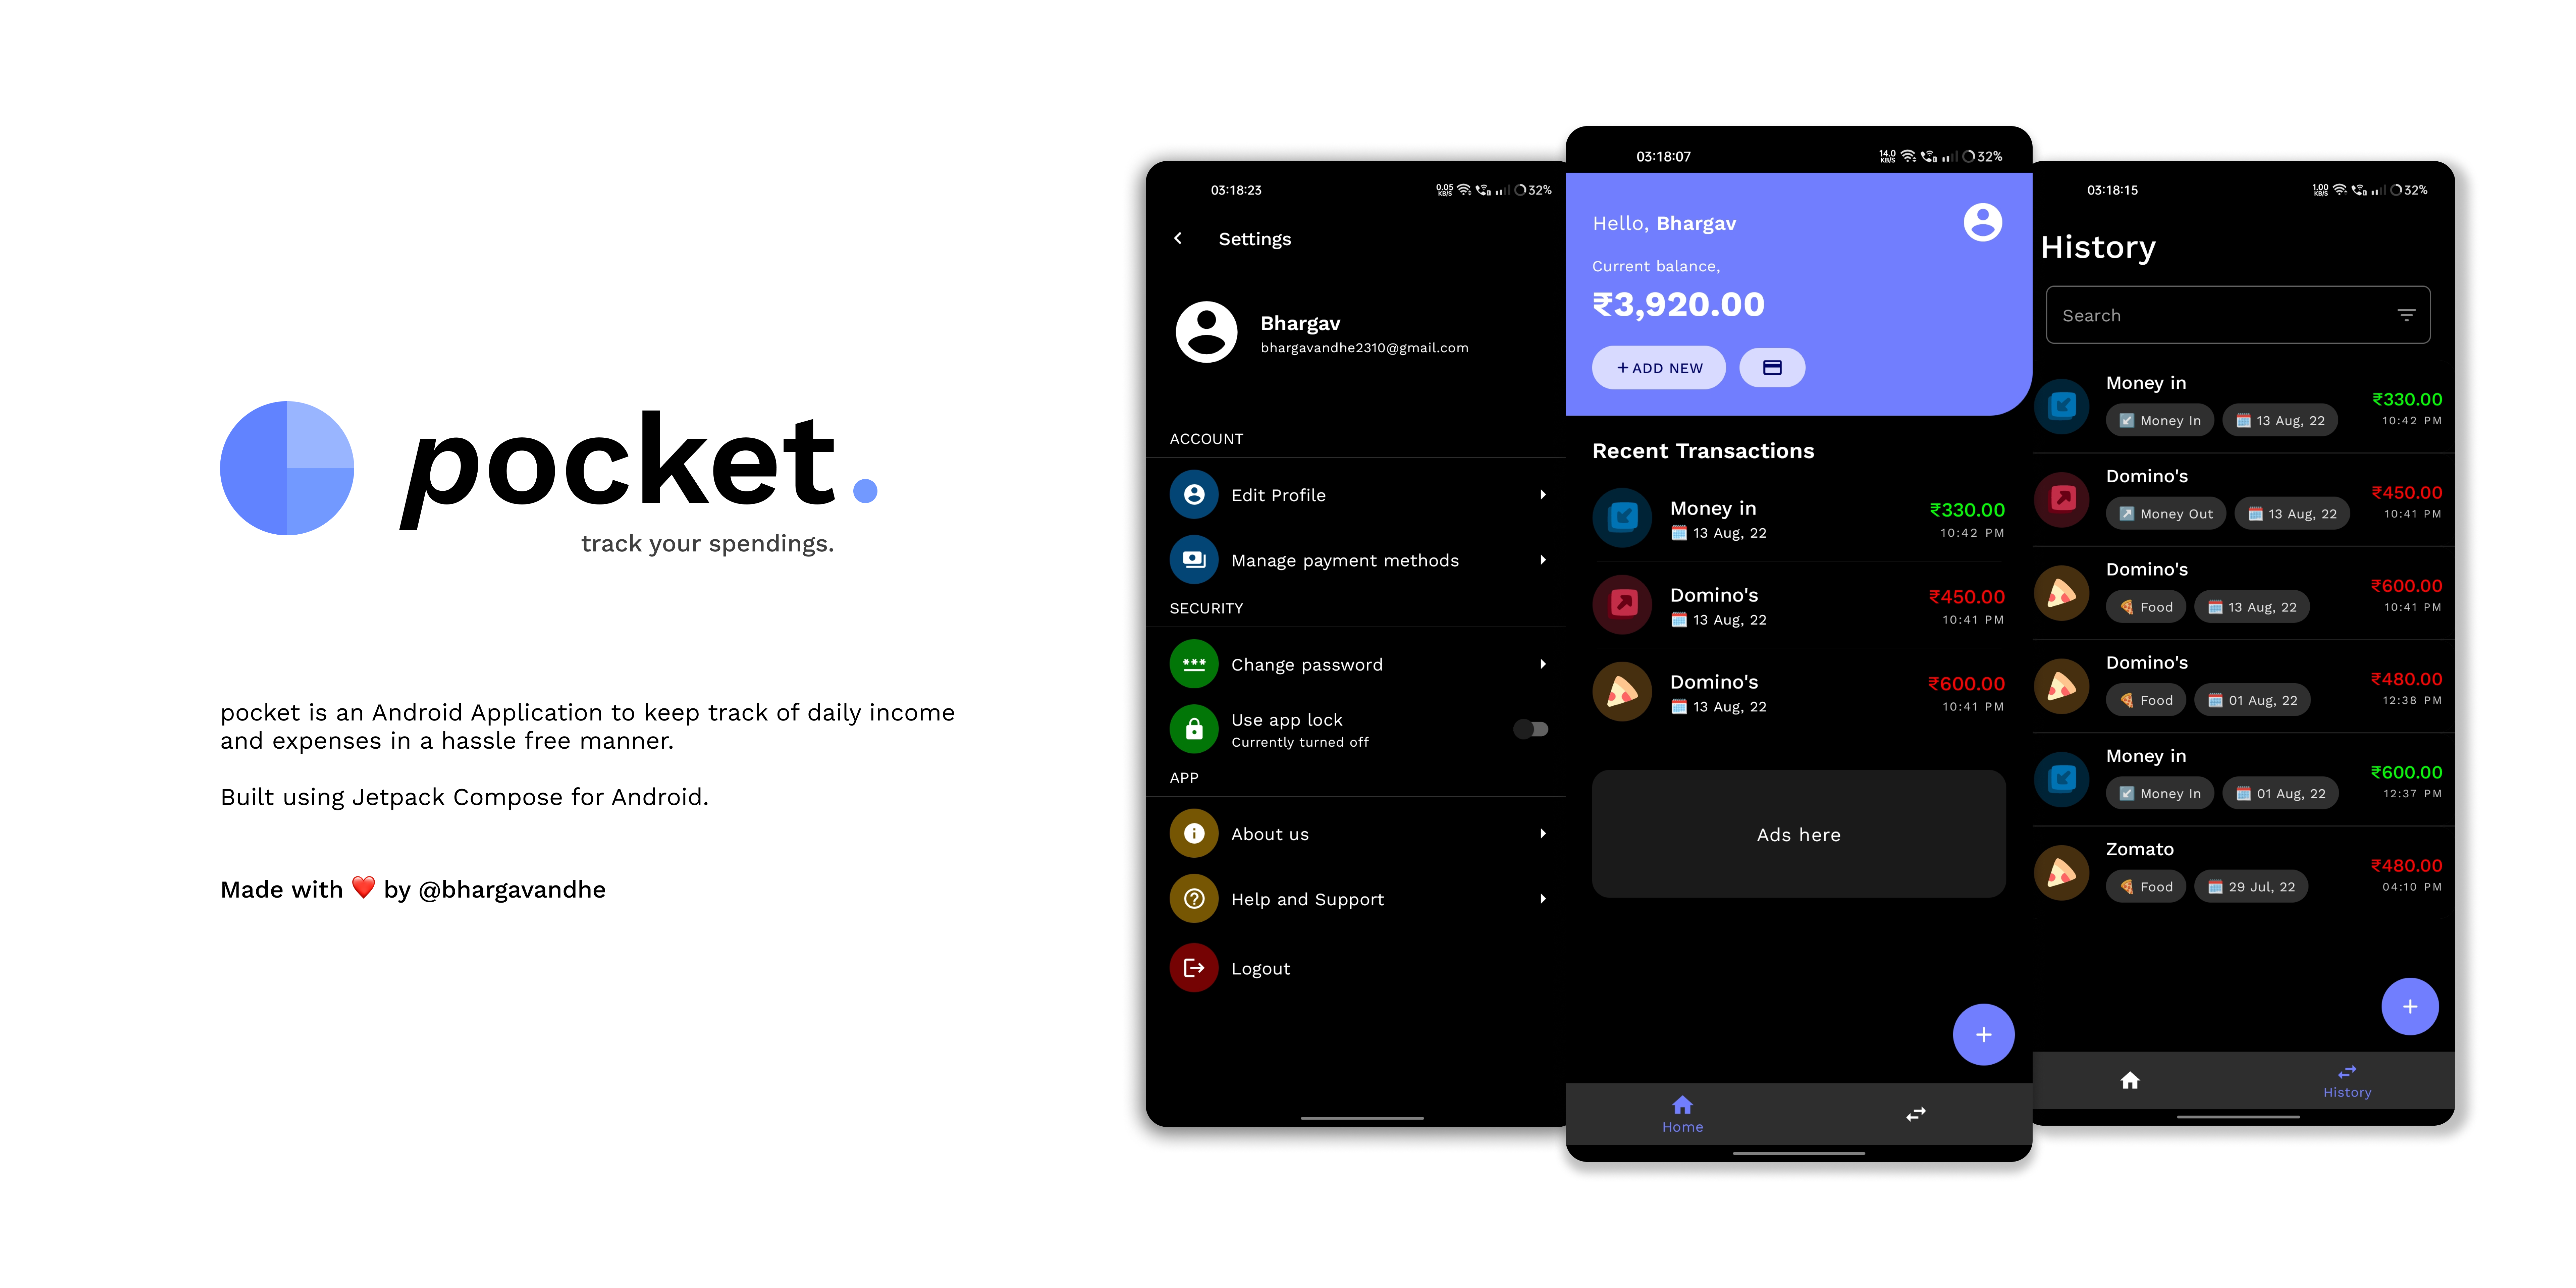 pocket.
track your spendings.
pocket is an Android Application to keep track of daily income
and expenses in a hassle free manner.
Built using Jetpack Compose for Android.
Made with ❤️ by @bhargavandhe
03:18:23
0.05 KB/S
32%
Settings
Bhargav
bhargavandhe2310@gmail.com
ACCOUNT
Edit Profile
Manage payment methods
SECURITY
Change password
Use app lock
Currently turned off
APP
About us
Help and Support
Logout
03:18:07
14.0 KB/S
32%
Hello, Bhargav
Current balance,
₹3,920.00
+ ADD NEW
Recent Transactions
Money in
₹330.00
13 Aug, 22
10:42 PM
Domino's
₹450.00
13 Aug, 22
10:41 PM
Domino's
₹600.00
13 Aug, 22
10:41 PM
Ads here
Home
03:18:15
1.00 KB/S
32%
History
Search
Money in
₹330.00
Money In
13 Aug, 22
10:42 PM
Domino's
₹450.00
Money Out
13 Aug, 22
10:41 PM
Domino's
₹600.00
Food
13 Aug, 22
10:41 PM
Domino's
₹480.00
Food
01 Aug, 22
12:38 PM
Money in
₹600.00
Money In
01 Aug, 22
12:37 PM
Zomato
₹480.00
Food
29 Jul, 22
04:10 PM
History